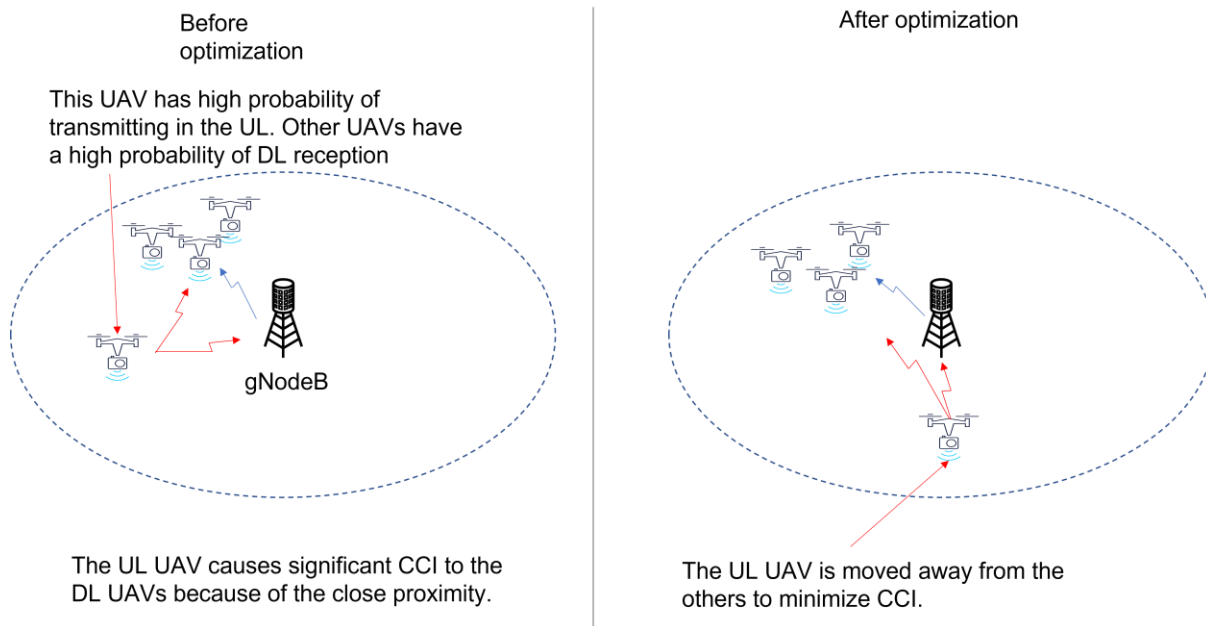 Before
optimization
This UAV has high probability of
transmitting in the UL. Other UAVs have
a high probability of DL reception
gNodeB
The UL UAV causes significant CCI to the
DL UAVs because of the close proximity.
After optimization
The UL UAV is moved away from the
others to minimize CCI.